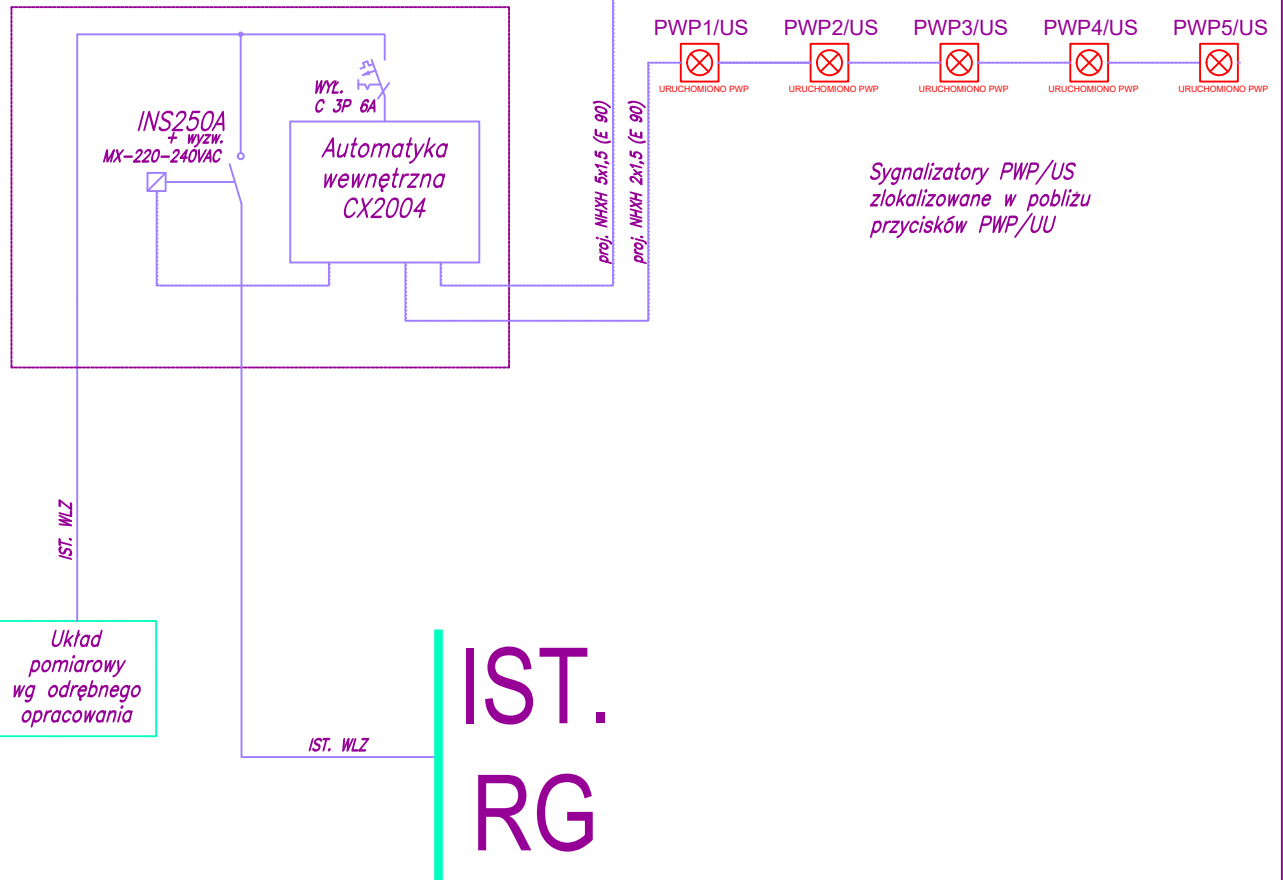 PWP1/US
PWP2/US
PWP3/US
PWP4/US
PWP5/US
URUCHOMIONO PWP
URUCHOMIONO PWP
URUCHOMIONO PWP
URUCHOMIONO PWP
URUCHOMIONO PWP
WYŁ.
C 3P 6A
INS250A
+ wyzw.
MX-220-240VAC
Automatyka
wewnętrzna
CX2004
proj. NHXH 5x1,5 (E 90)
proj. NHXH 2x1,5 (E 90)
Sygnalizatory PWP/US
zlokalizowane w pobliżu
przycisków PWP/UU
IST. WLZ
Układ
pomiarowy
wg odrębnego
opracowania
IST. WLZ
IST.
RG